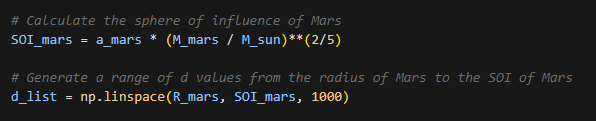 # Calculate the sphere of influence of Mars
SOI_mars = a_mars * (M_mars / M_sun)**(2/5)
# Generate a range of d values from the radius of Mars to the SOI of Mars
d_list = np.linspace(R_mars, SOI_mars, 1000)